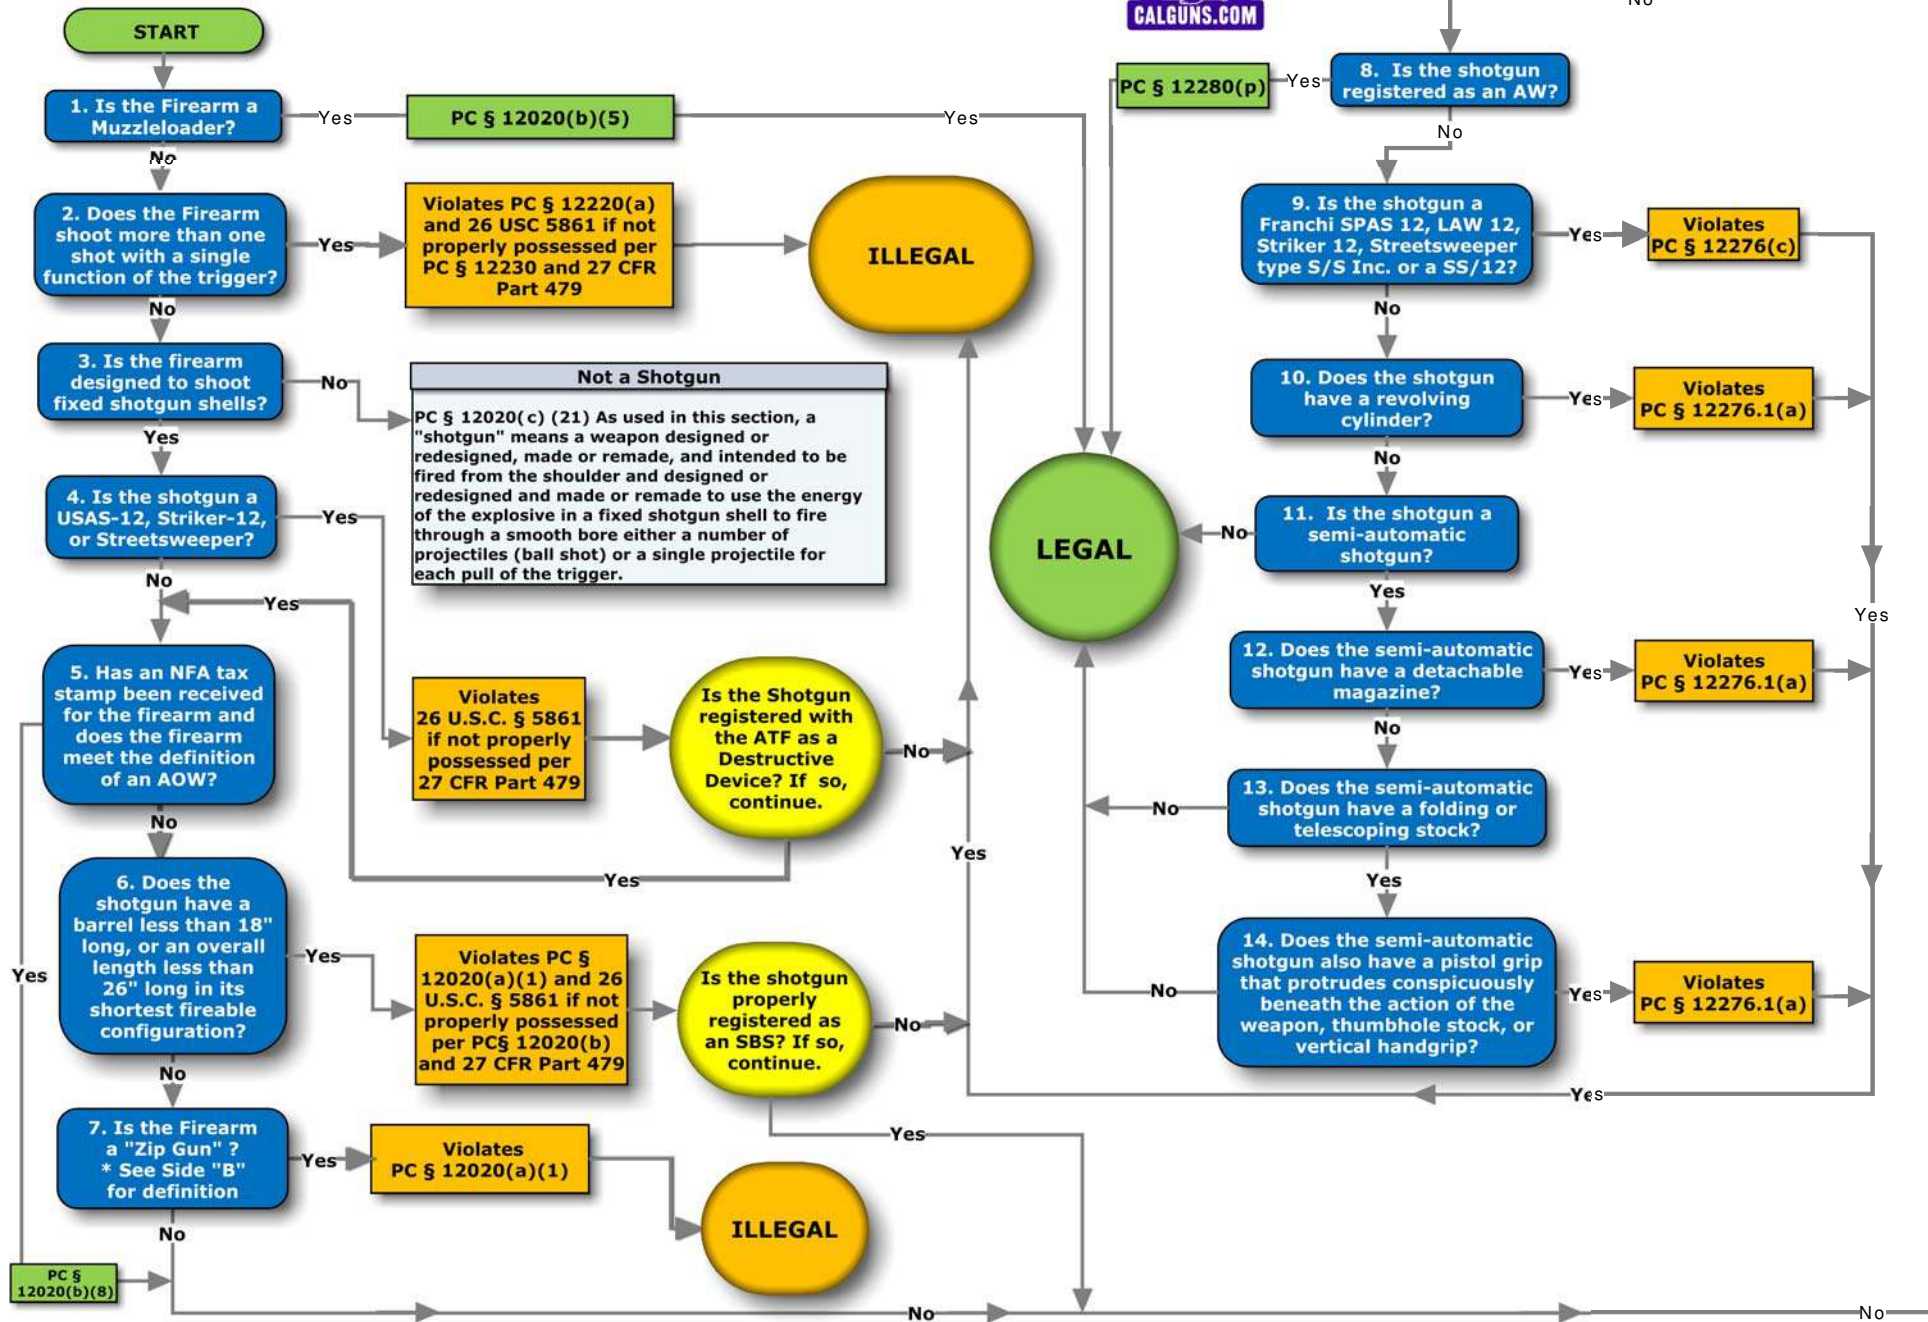 START
1. Is the Firearm a
Muzzleloader?
Yes
PC § 12020(b)(5)
Yes
No
2. Does the Firearm
shoot more than one
shot with a single
function of the trigger?
Yes
Violates PC § 12220(a)
and 26 USC 5861 if not
properly possessed per
PC § 12230 and 27 CFR
Part 479
ILLEGAL
No
3. Is the firearm
designed to shoot
fixed shotgun shells?
No
Not a Shotgun
PC § 12020(c) (21) As used in this section, a
"shotgun" means a weapon designed or
redesigned, made or remade, and intended to be
fired from the shoulder and designed or
redesigned and made or remade to use the energy
of the explosive in a fixed shotgun shell to fire
through a smooth bore either a number of
projectiles (ball shot) or a single projectile for
each pull of the trigger.
Yes
4. Is the shotgun a
USAS-12, Striker-12,
or Streetsweeper?
Yes
No
Yes
5. Has an NFA tax
stamp been received
for the firearm and
does the firearm
meet the definition
of an AOW?
Violates
26 U.S.C. § 5861
if not properly
possessed per
27 CFR Part 479
Is the Shotgun
registered with
the ATF as a
Destructive
Device? If so,
continue.
No
Yes
No
Yes
Yes
6. Does the
shotgun have a
barrel less than 18"
long, or an overall
length less than
26" long in its
shortest fireable
configuration?
Yes
Violates PC §
12020(a)(1) and 26
U.S.C. § 5861 if not
properly possessed
per PC§ 12020(b)
and 27 CFR Part 479
Is the shotgun
properly
registered as
an SBS? If so,
continue.
No
Yes
No
7. Is the Firearm
a "Zip Gun" ?
* See Side "B"
for definition
Yes
Violates
PC § 12020(a)(1)
ILLEGAL
No
PC §
12020(b)(8)
No
No
No
CALGUNS.COM
8. Is the shotgun
registered as an AW?
Yes
PC § 12280(p)
No
9. Is the shotgun a
Franchi SPAS 12, LAW 12,
Striker 12, Streetsweeper
type S/S Inc. or a SS/12?
Yes
Violates
PC § 12276(c)
No
10. Does the shotgun
have a revolving
cylinder?
Yes
Violates
PC § 12276.1(a)
No
11. Is the shotgun a
semi-automatic
shotgun?
No
LEGAL
Yes
Yes
12. Does the semi-automatic
shotgun have a detachable
magazine?
Yes
Violates
PC § 12276.1(a)
No
13. Does the semi-automatic
shotgun have a folding or
telescoping stock?
No
Yes
14. Does the semi-automatic
shotgun also have a pistol grip
that protrudes conspicuously
beneath the action of the
weapon, thumbhole stock, or
vertical handgrip?
No
Yes
Violates
PC § 12276.1(a)
Yes